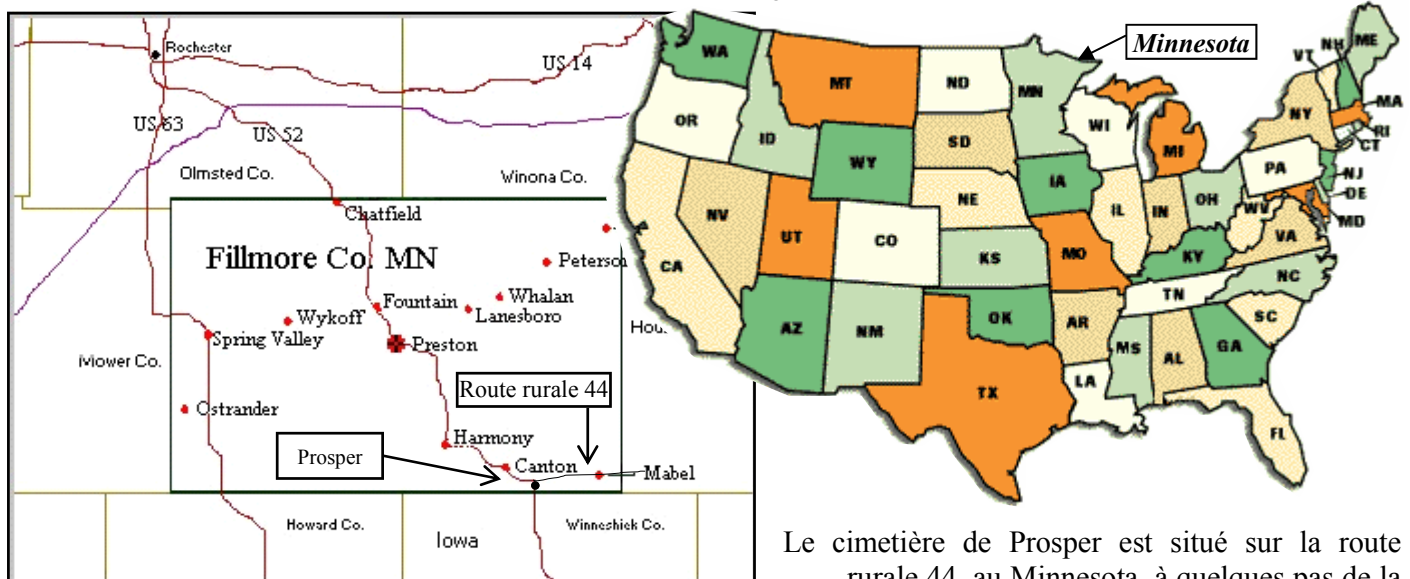 Rochester
US 14
US 63
US 52
Olmsted Co.
Winona Co.
Chatfield
Fillmore Co. MN
Peterson
Whalan
Fountain
Lanesboro
Wykoff
Spring Valley
Preston
Mower Co.
Route rurale 44
Ostrander
Harmony
Prosper
Canton
Mabel
Howard Co.
Winneshiek Co.
Iowa
Minnesota
WA
MT
ND
MN
OR
ID
WY
SD
WI
MI
NY
VT
NH
ME
MA
RI
CT
PA
NJ
DE
MD
NV
UT
CO
NE
IA
IL
IN
OH
WV
VA
CA
KS
MO
KY
NC
TN
AZ
NM
OK
AR
SC
MS
AL
GA
TX
LA
FL
Le cimetière de Prosper est situé sur la route
rurale 44, au Minnesota, à quelques pas de la